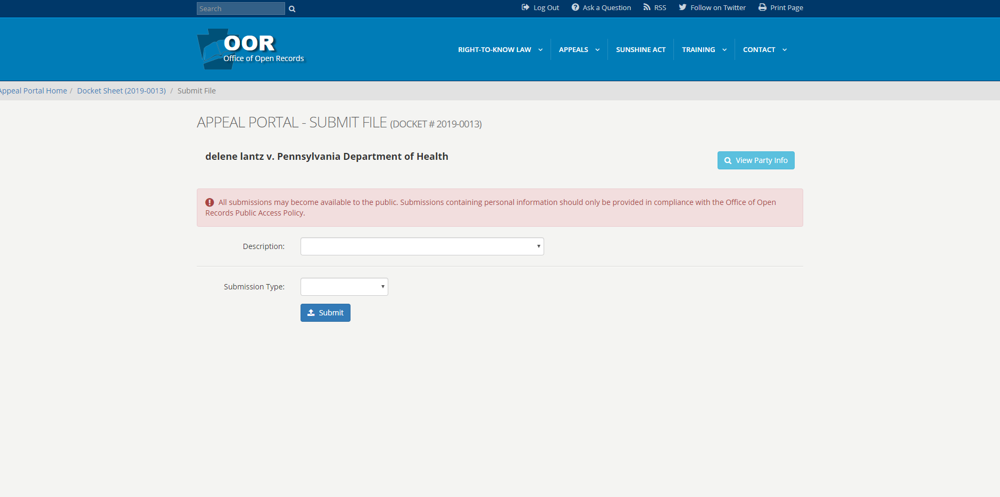 Search
Log Out
Ask a Question
RSS
Follow on Twitter
Print Page
OOR
Office of Open Records
RIGHT-TO-KNOW LAW
APPEALS
SUNSHINE ACT
TRAINING
CONTACT
Appeal Portal Home / Docket Sheet (2019-0013) / Submit File
APPEAL PORTAL - SUBMIT FILE (DOCKET # 2019-0013)
delene lantz v. Pennsylvania Department of Health
View Party Info
All submissions may become available to the public. Submissions containing personal information should only be provided in compliance with the Office of Open
Records Public Access Policy.
Description:
Submission Type:
Submit